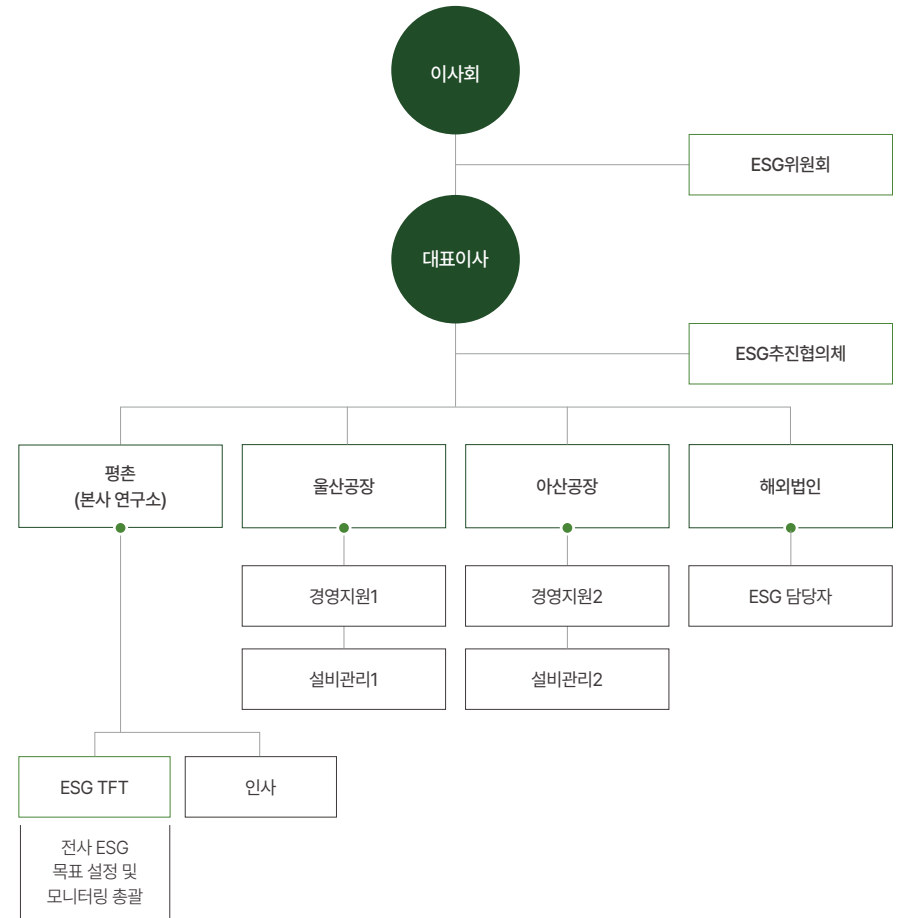 이사회
ESG위원회
대표이사
ESG추진협의체
평촌
(본사 연구소)
울산공장
아산공장
해외법인
경영지원1
경영지원2
ESG 담당자
설비관리1
설비관리2
ESG TFT
인사
전사 ESG
목표 설정 및
모니터링 총괄